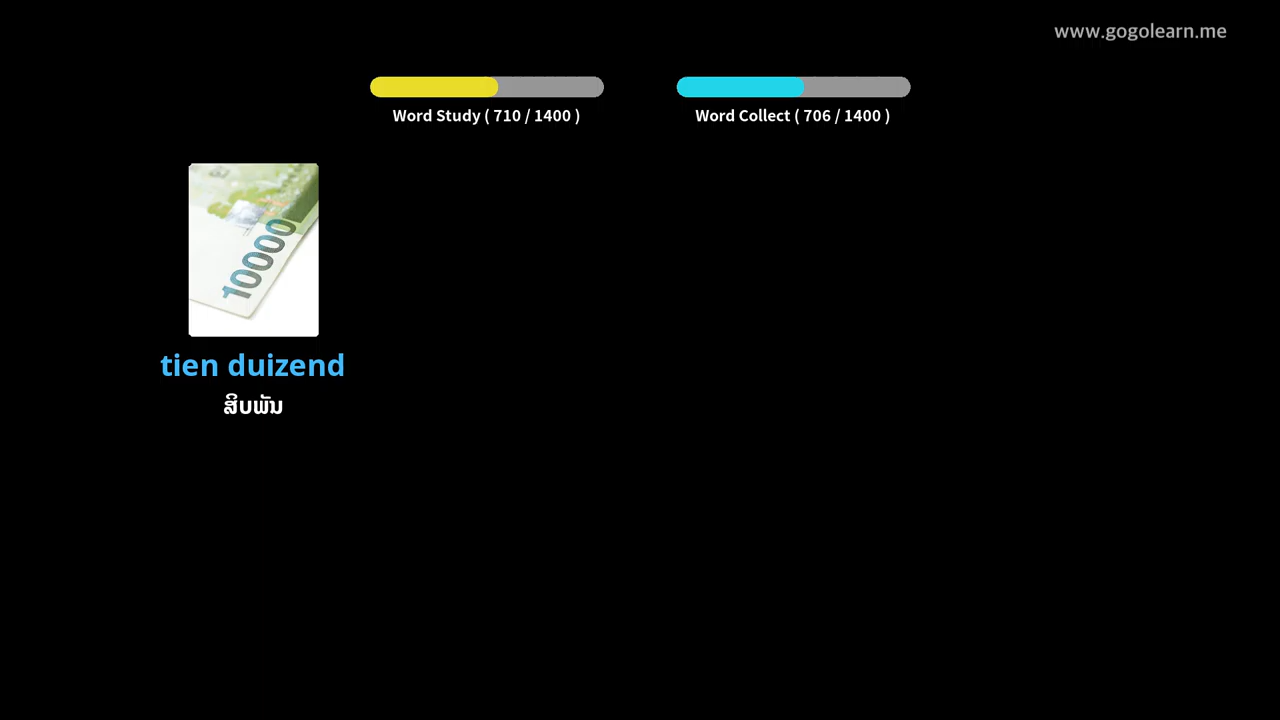 www.gogolearn.me
Word Study ( 710 / 1400 )
Word Collect ( 706 / 1400 )
10000
tien duizend
ສິບພັນ